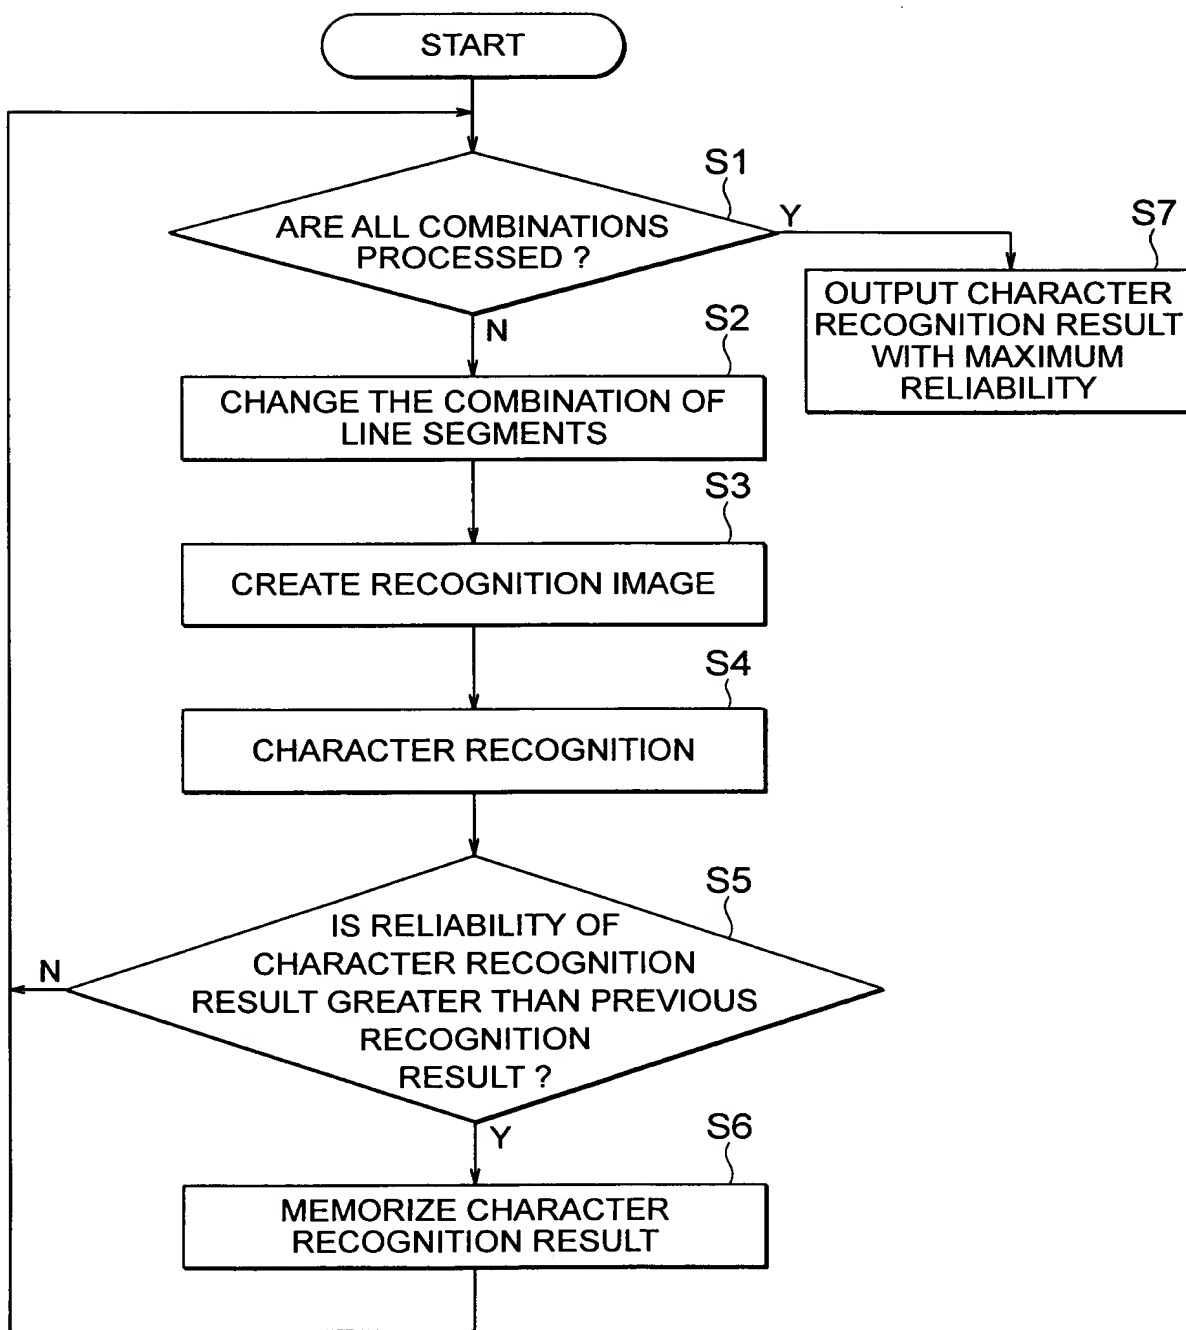 START
S1
ARE ALL COMBINATIONS
PROCESSED ?
Y
S7
OUTPUT CHARACTER
RECOGNITION RESULT
WITH MAXIMUM
RELIABILITY
N
S2
CHANGE THE COMBINATION OF
LINE SEGMENTS
S3
CREATE RECOGNITION IMAGE
S4
CHARACTER RECOGNITION
S5
IS RELIABILITY OF
CHARACTER RECOGNITION
RESULT GREATER THAN PREVIOUS
RECOGNITION
RESULT ?
N
Y
S6
MEMORIZE CHARACTER
RECOGNITION RESULT